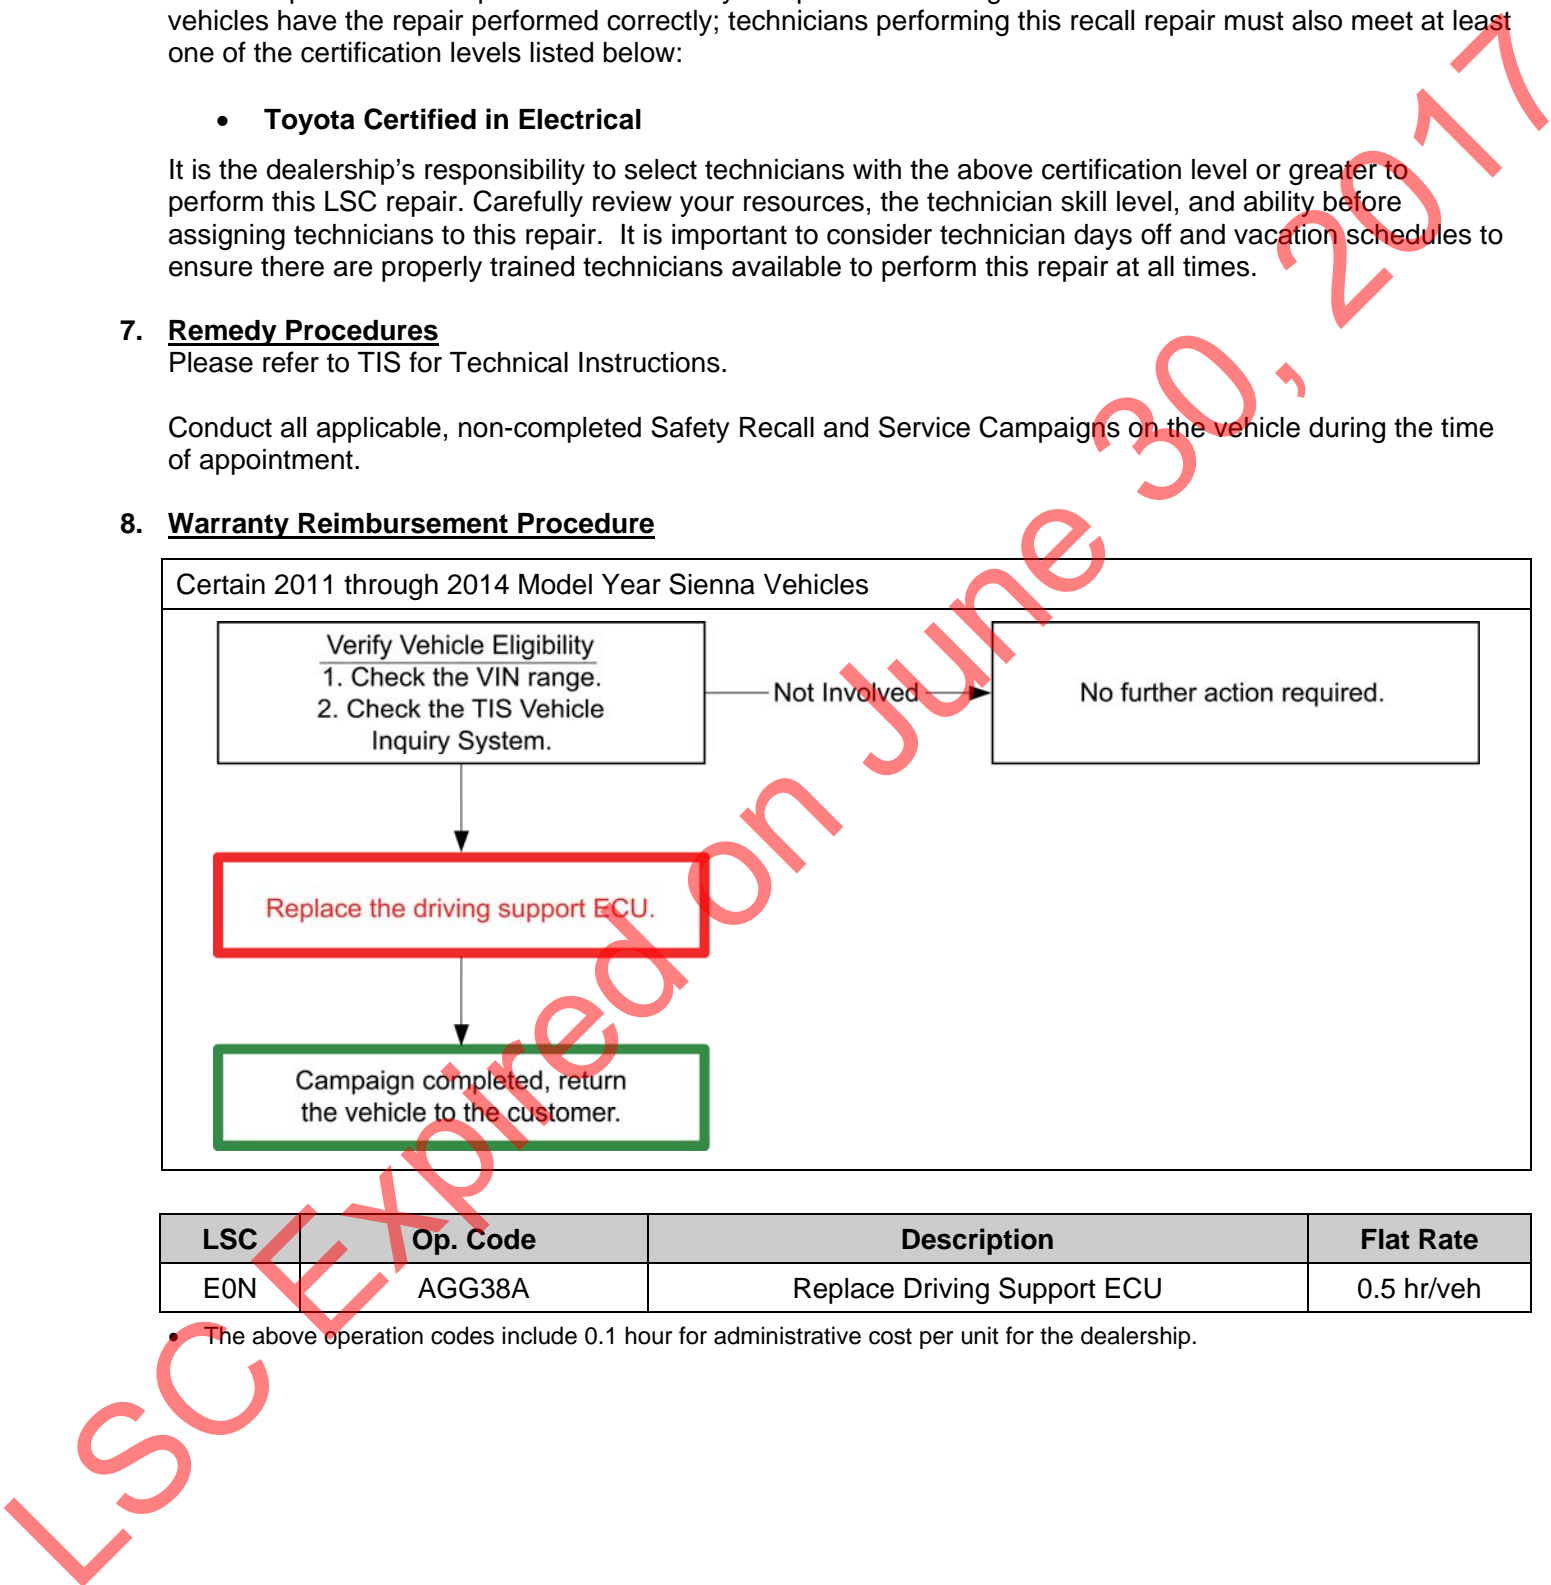 vehicles have the repair performed correctly; technicians performing this recall repair must also meet at least
one of the certification levels listed below:
• Toyota Certified in Electrical
It is the dealership's responsibility to select technicians with the above certification level or greater to
perform this LSC repair. Carefully review your resources, the technician skill level, and ability before
assigning technicians to this repair.  It is important to consider technician days off and vacation schedules to
ensure there are properly trained technicians available to perform this repair at all times.
7. Remedy Procedures
Please refer to TIS for Technical Instructions.
Conduct all applicable, non-completed Safety Recall and Service Campaigns on the vehicle during the time
of appointment.
8. Warranty Reimbursement Procedure
Certain 2011 through 2014 Model Year Sienna Vehicles
Verify Vehicle Eligibility
1. Check the VIN range.
2. Check the TIS Vehicle
Inquiry System.
Not Involved
No further action required.
Replace the driving support ECU.
Campaign completed, return
the vehicle to the customer.
LSC Op. Code Description Flat Rate
E0N AGG38A Replace Driving Support ECU 0.5 hr/veh
• The above operation codes include 0.1 hour for administrative cost per unit for the dealership.
LSC Expired on June 30, 2017